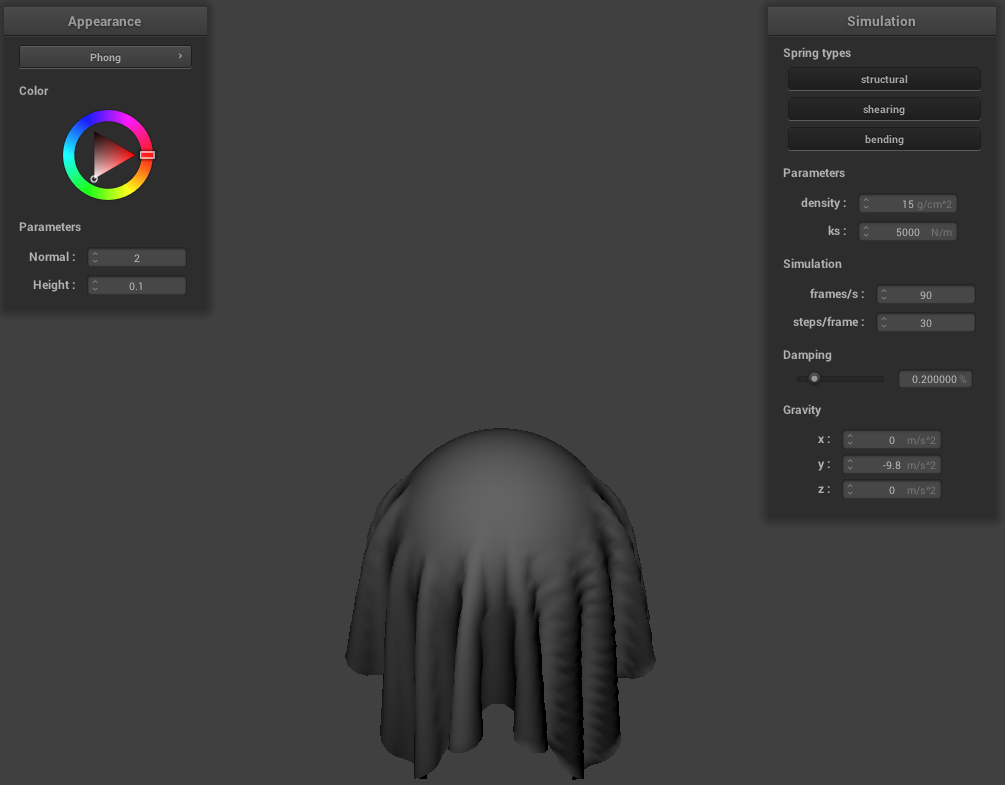 Appearance
Phong
Color
Parameters
Normal : 2
Height : 0.1
Simulation
Spring types
structural
shearing
bending
Parameters
density : 15 g/cm^2
ks : 5000 N/m
Simulation
frames/s : 90
steps/frame : 30
Damping
0.200000 %
Gravity
x : 0 m/s^2
y : -9.8 m/s^2
z : 0 m/s^2